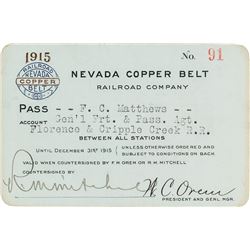 1915
No. 91
RAILROAD
NEVADA
COPPER
BELT
NEVADA COPPER BELT
RAILROAD COMPANY
PASS -- F. C. Matthews --
ACCOUNT Gen'l Frt. & Pass. Agt.
Florence & Cripple Creek R.R.
BETWEEN ALL STATIONS
UNTIL DECEMBER 31ST 1915 UNLESS OTHERWISE ORDERED AND
SUBJECT TO CONDITIONS ON BACK
VALID WHEN COUNTERSIGNED BY F.M. OREM OR R.H. MITCHELL
COUNTERSIGNED BY
W. C. Orem
PRESIDENT AND GENL. MGR.